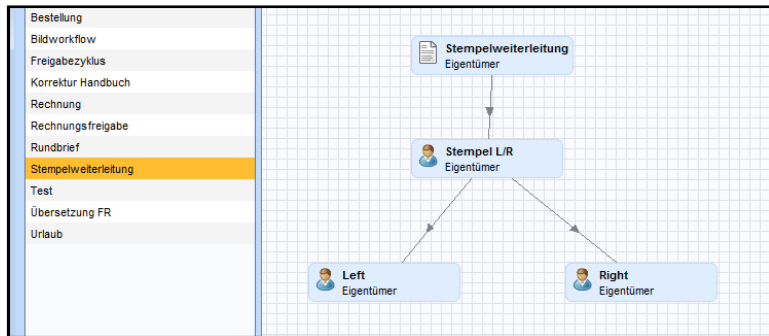 Bestellung
Bildworkflow
Freigabezyklus
Korrektur Handbuch
Rechnung
Rechnungsfreigabe
Rundbrief
Stempelweiterleitung
Test
Übersetzung FR
Urlaub
Stempelweiterleitung
Eigentümer
Stempel L/R
Eigentümer
Left
Eigentümer
Right
Eigentümer